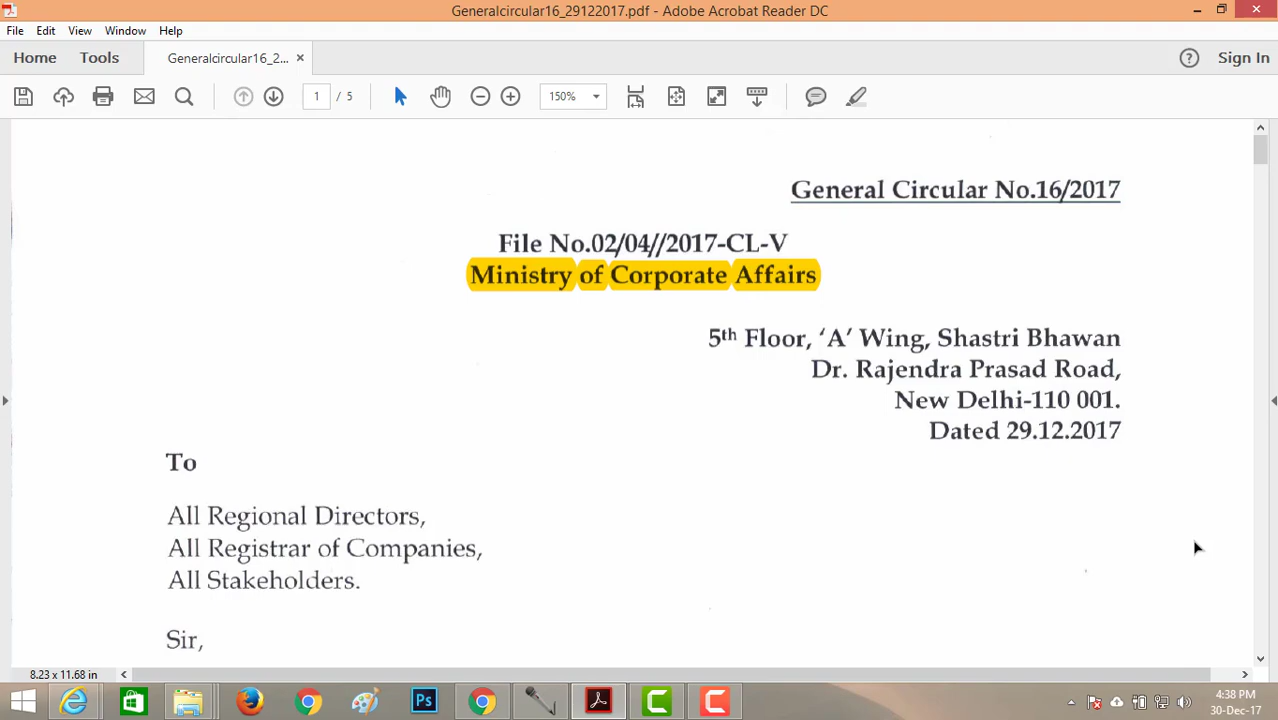 Generalcircular16_29122017.pdf - Adobe Acrobat Reader DC
File Edit View Window Help
Home Tools Generalcircular16_2... × Sign In
1 / 5 150%
General Circular No.16/2017
File No.02/04//2017-CL-V
Ministry of Corporate Affairs
5th Floor, ‘A’ Wing, Shastri Bhawan
Dr. Rajendra Prasad Road,
New Delhi-110 001.
Dated 29.12.2017
To
All Regional Directors,
All Registrar of Companies,
All Stakeholders.
Sir,
8.23 x 11.68 in
Ps
4:38 PM
30-Dec-17